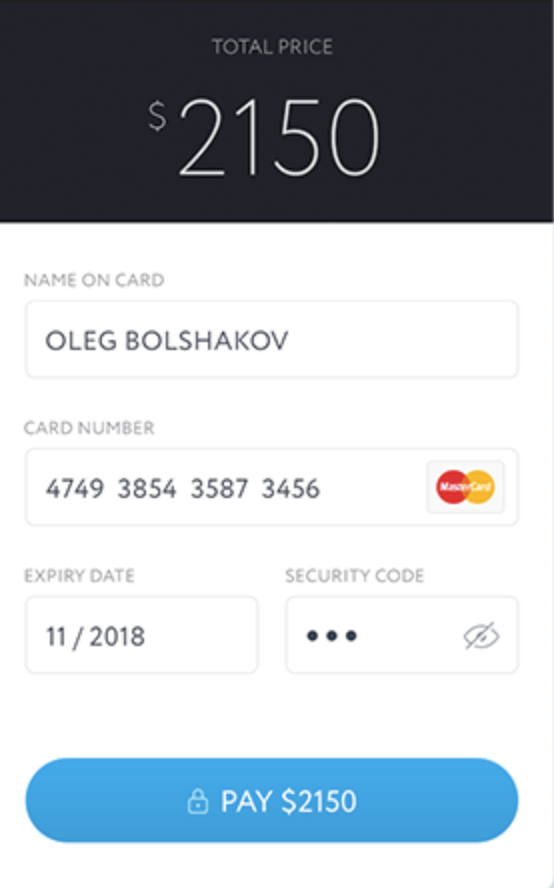 TOTAL PRICE
$2150
NAME ON CARD
OLEG BOLSHAKOV
CARD NUMBER
4749 3854 3587 3456
MasterCard
EXPIRY DATE
SECURITY CODE
11 / 2018
•••
PAY $2150